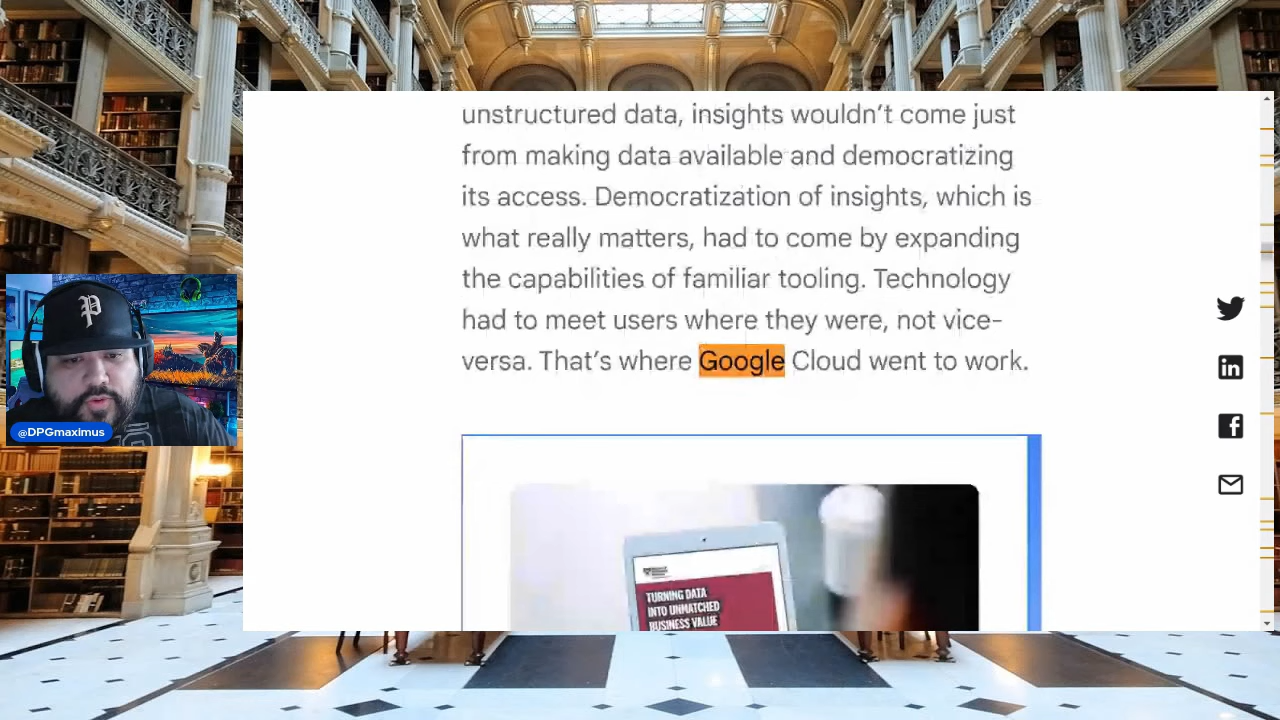 unstructured data, insights wouldn’t come just
from making data available and democratizing
its access. Democratization of insights, which is
what really matters, had to come by expanding
the capabilities of familiar tooling. Technology
had to meet users where they were, not vice-
versa. That’s where Google Cloud went to work.
P
@DPGmaximus
TURNING DATA
INTO UNMATCHED
BUSINESS VALUE